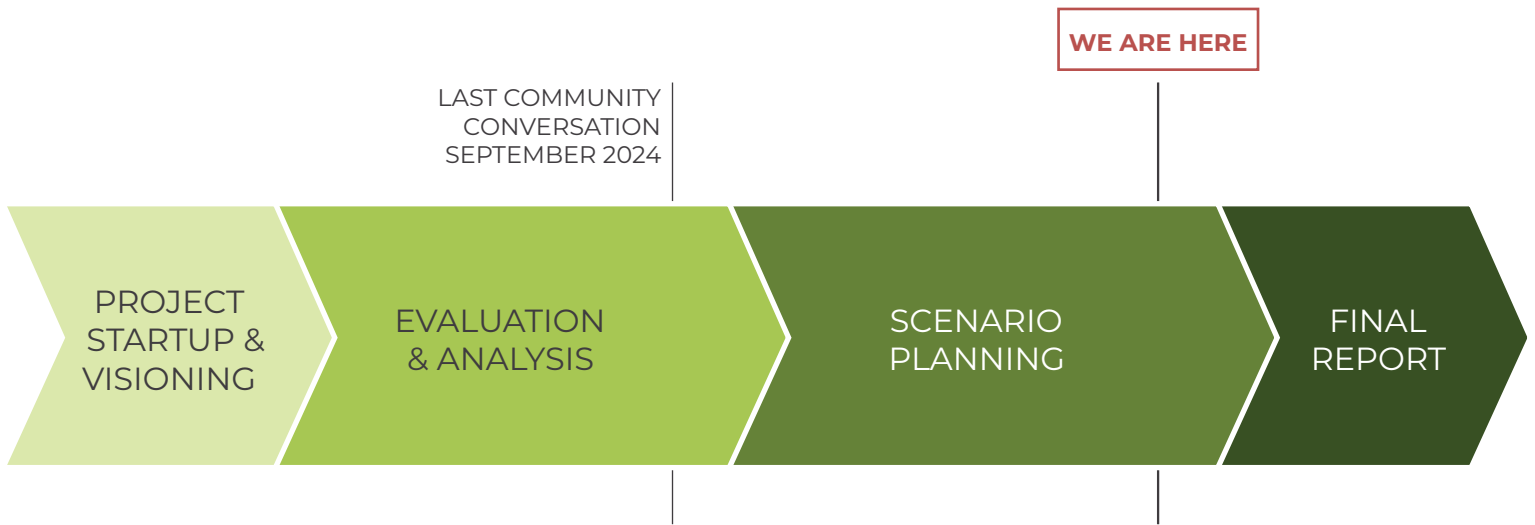 WE ARE HERE
LAST COMMUNITY
CONVERSATION
SEPTEMBER 2024
PROJECT
STARTUP &
VISIONING
EVALUATION
& ANALYSIS
SCENARIO
PLANNING
FINAL
REPORT